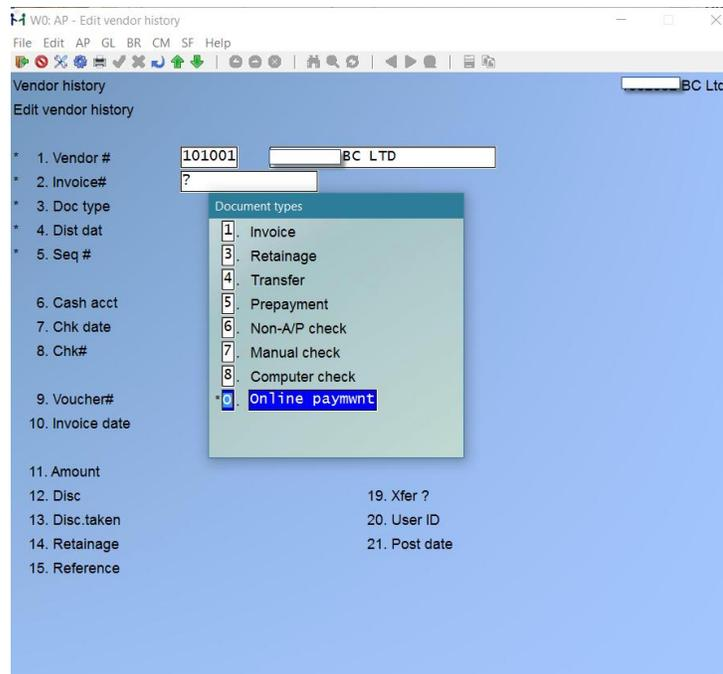 W0: AP - Edit vendor history
File Edit AP GL BR CM SF Help
Vendor history
BC Ltd
Edit vendor history
* 1. Vendor # 101001 BC LTD
* 2. Invoice# ?
* 3. Doc type
* 4. Dist dat
* 5. Seq #
6. Cash acct
7. Chk date
8. Chk#
9. Voucher#
10. Invoice date
11. Amount
12. Disc
13. Disc.taken
14. Retainage
15. Reference
Document types
1. Invoice
3. Retainage
4. Transfer
5. Prepayment
6. Non-A/P check
7. Manual check
8. Computer check
*O. Online paymwnt
19. Xfer ?
20. User ID
21. Post date